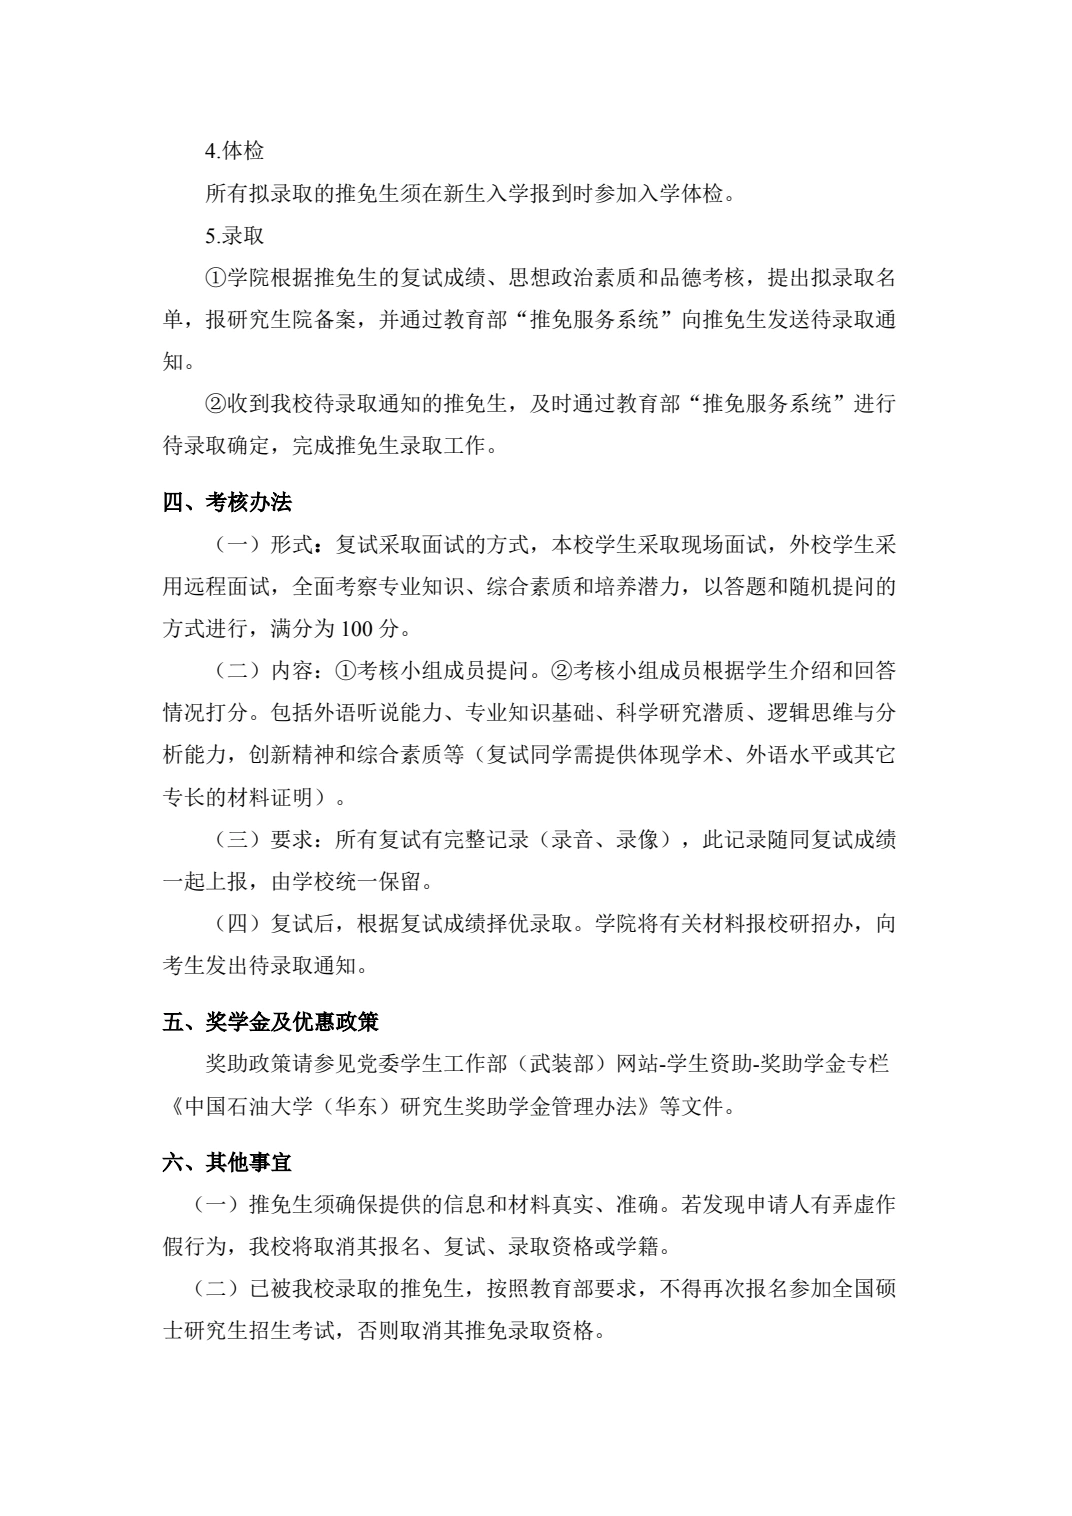 4.体检
所有拟录取的推免生须在新生入学报到时参加入学体检。
5.录取
①学院根据推免生的复试成绩、思想政治素质和品德考核，提出拟录取名
单，报研究生院备案，并通过教育部“推免服务系统”向推免生发送待录取通
知。
②收到我校待录取通知的推免生，及时通过教育部“推免服务系统”进行
待录取确定，完成推免生录取工作。
四、考核办法
（一）形式：复试采取面试的方式，本校学生采取现场面试，外校学生采
用远程面试，全面考察专业知识、综合素质和培养潜力，以答题和随机提问的
方式进行，满分为 100 分。
（二）内容：①考核小组成员提问。②考核小组成员根据学生介绍和回答
情况打分。包括外语听说能力、专业知识基础、科学研究潜质、逻辑思维与分
析能力，创新精神和综合素质等（复试同学需提供体现学术、外语水平或其它
专长的材料证明）。
（三）要求：所有复试有完整记录（录音、录像），此记录随同复试成绩
一起上报，由学校统一保留。
（四）复试后，根据复试成绩择优录取。学院将有关材料报校研招办，向
考生发出待录取通知。
五、奖学金及优惠政策
奖助政策请参见党委学生工作部（武装部）网站-学生资助-奖助学金专栏
《中国石油大学（华东）研究生奖助学金管理办法》等文件。
六、其他事宜
（一）推免生须确保提供的信息和材料真实、准确。若发现申请人有弄虚作
假行为，我校将取消其报名、复试、录取资格或学籍。
（二）已被我校录取的推免生，按照教育部要求，不得再次报名参加全国硕
士研究生招生考试，否则取消其推免录取资格。